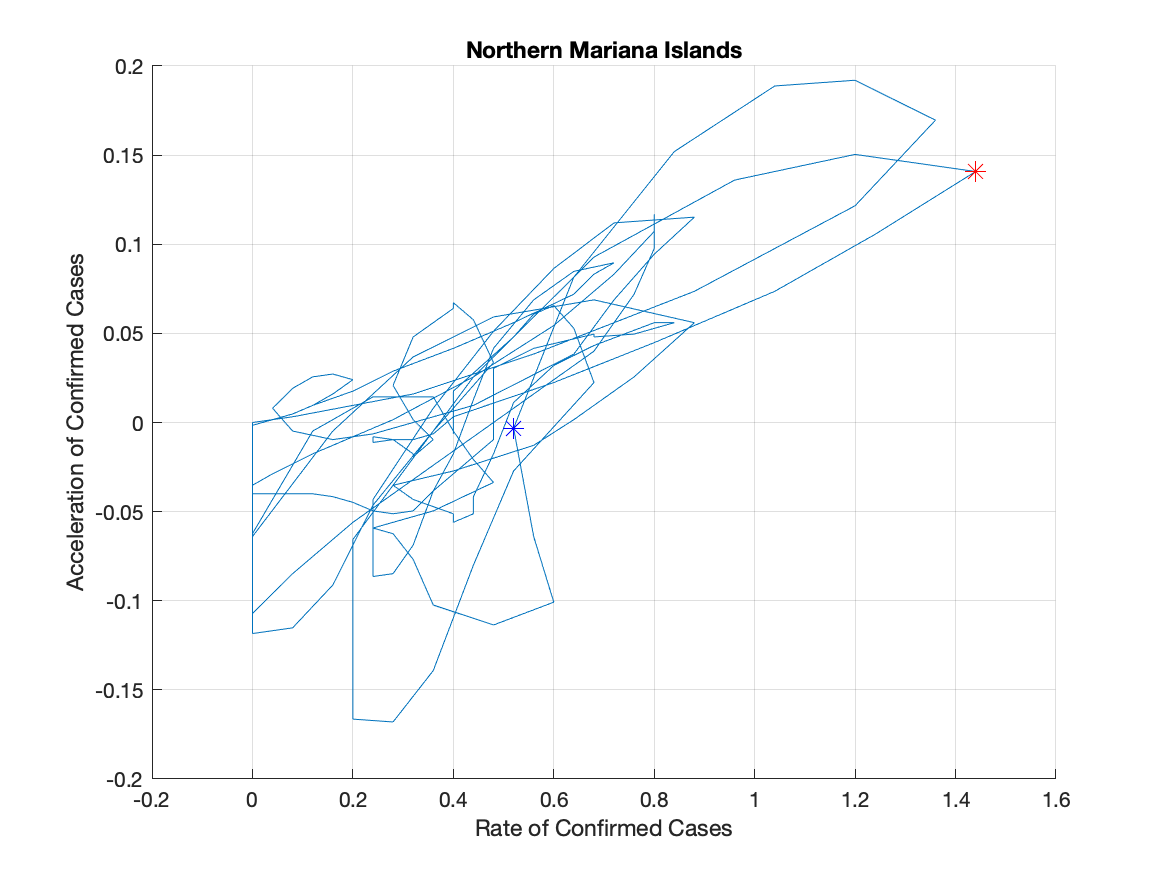 Northern Mariana Islands
0.2
0.15
0.1
0.05
0
-0.05
-0.1
-0.15
-0.2
Acceleration of Confirmed Cases
-0.2 0 0.2 0.4 0.6 0.8 1 1.2 1.4 1.6
Rate of Confirmed Cases